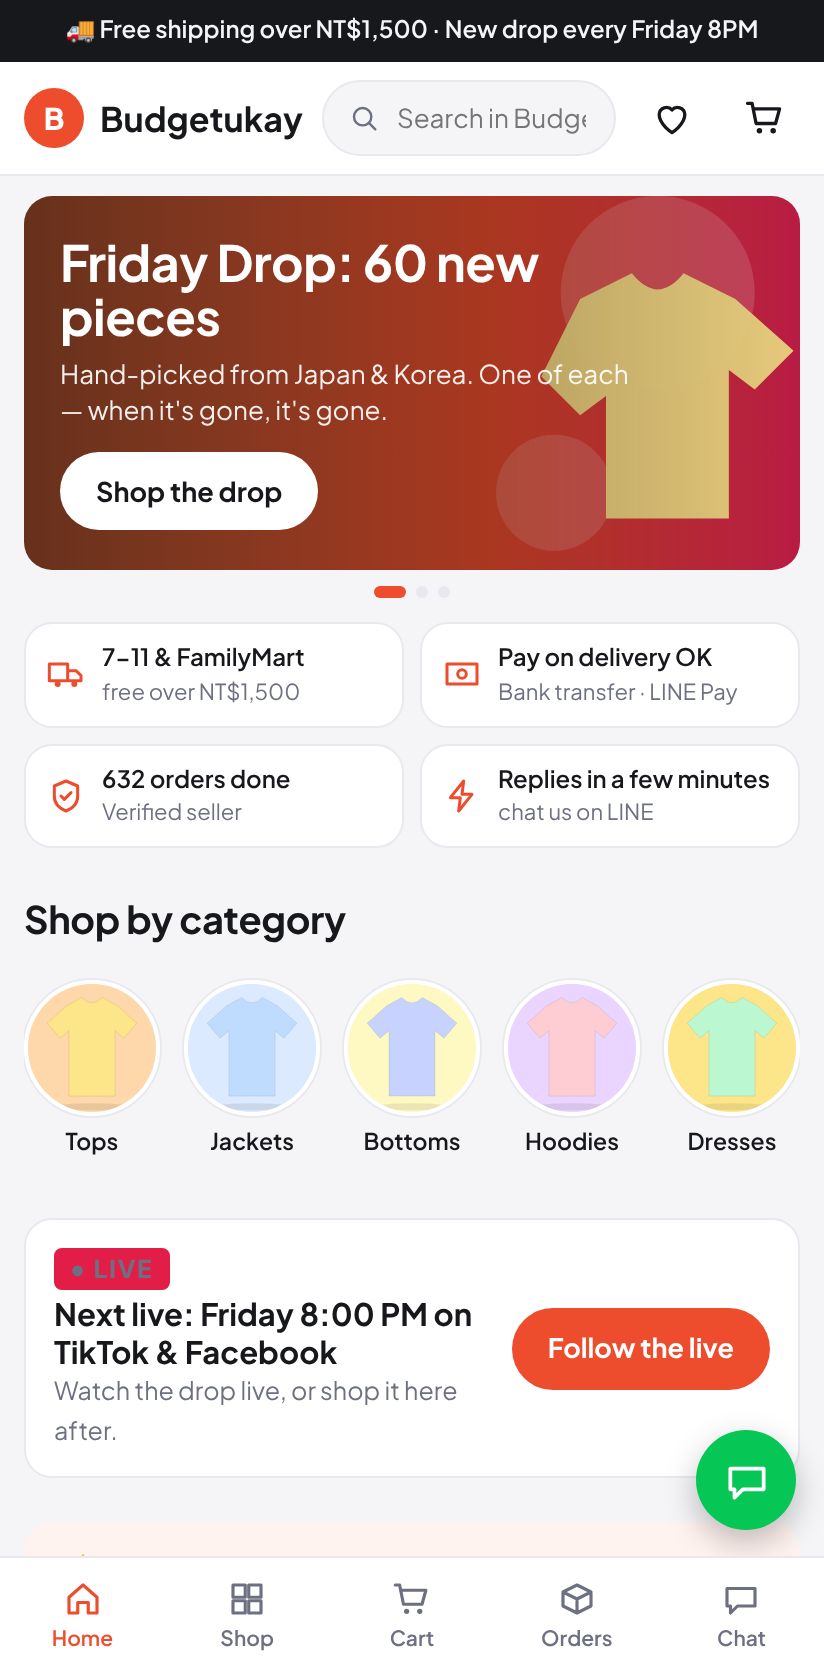 🚚 Free shipping over NT$1,500 · New drop every Friday 8PM
B Budgetukay
Search in Budge
Friday Drop: 60 new
pieces
Hand-picked from Japan & Korea. One of each
— when it's gone, it's gone.
Shop the drop
7-11 & FamilyMart
free over NT$1,500
Pay on delivery OK
Bank transfer · LINE Pay
632 orders done
Verified seller
Replies in a few minutes
chat us on LINE
Shop by category
Tops
Jackets
Bottoms
Hoodies
Dresses
● LIVE
Next live: Friday 8:00 PM on
TikTok & Facebook
Watch the drop live, or shop it here
after.
Follow the live
Home
Shop
Cart
Orders
Chat